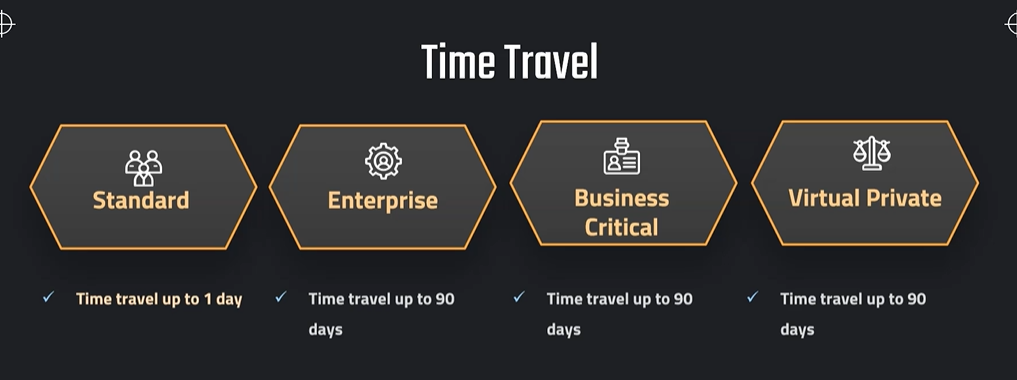 Time Travel
Standard
Enterprise
Business
Critical
Virtual Private
Time travel up to 1 day
Time travel up to 90
days
Time travel up to 90
days
Time travel up to 90
days